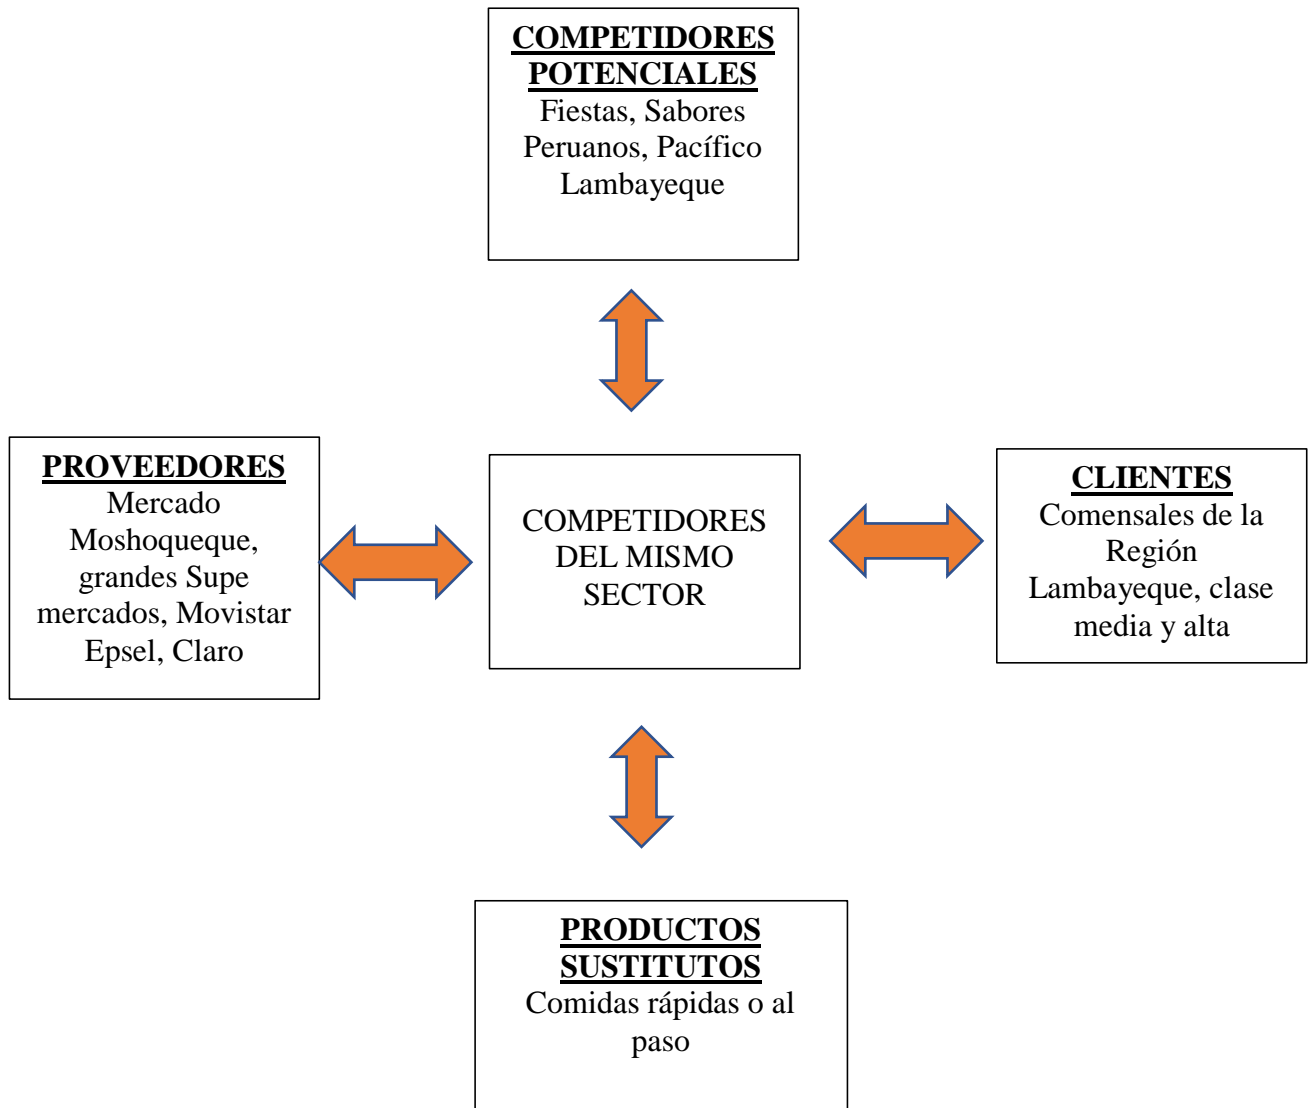 COMPETIDORES
POTENCIALES
Fiestas, Sabores
Peruanos, Pacífico
Lambayeque
PROVEEDORES
Mercado
Moshoqueque,
grandes Supe
mercados, Movistar
Epsel, Claro
COMPETIDORES
DEL MISMO
SECTOR
CLIENTES
Comensales de la
Región
Lambayeque, clase
media y alta
PRODUCTOS
SUSTITUTOS
Comidas rápidas o al
paso